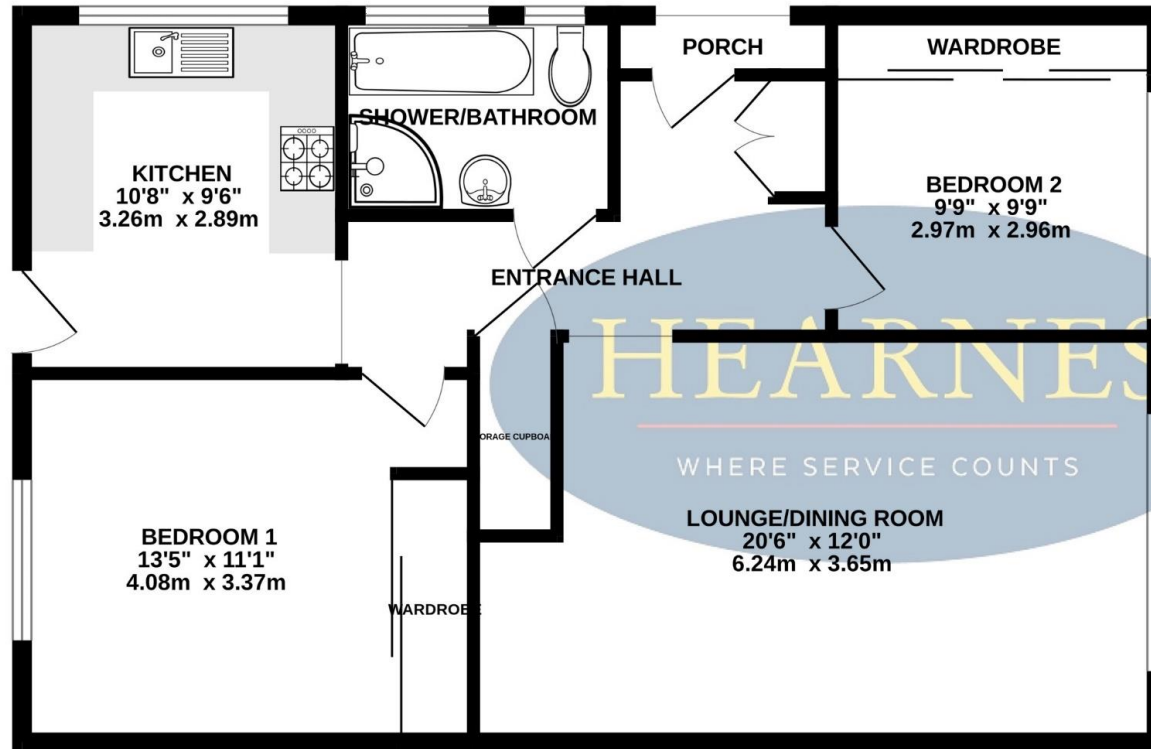 PORCH
WARDROBE
SHOWER/BATHROOM
KITCHEN
10'8" x 9'6"
3.26m x 2.89m
BEDROOM 2
9'9" x 9'9"
2.97m x 2.96m
ENTRANCE HALL
HEARNES
WHERE SERVICE COUNTS
ORAGE CUPBOA
LOUNGE/DINING ROOM
20'6" x 12'0"
6.24m x 3.65m
BEDROOM 1
13'5" x 11'1"
4.08m x 3.37m
WARDROBE